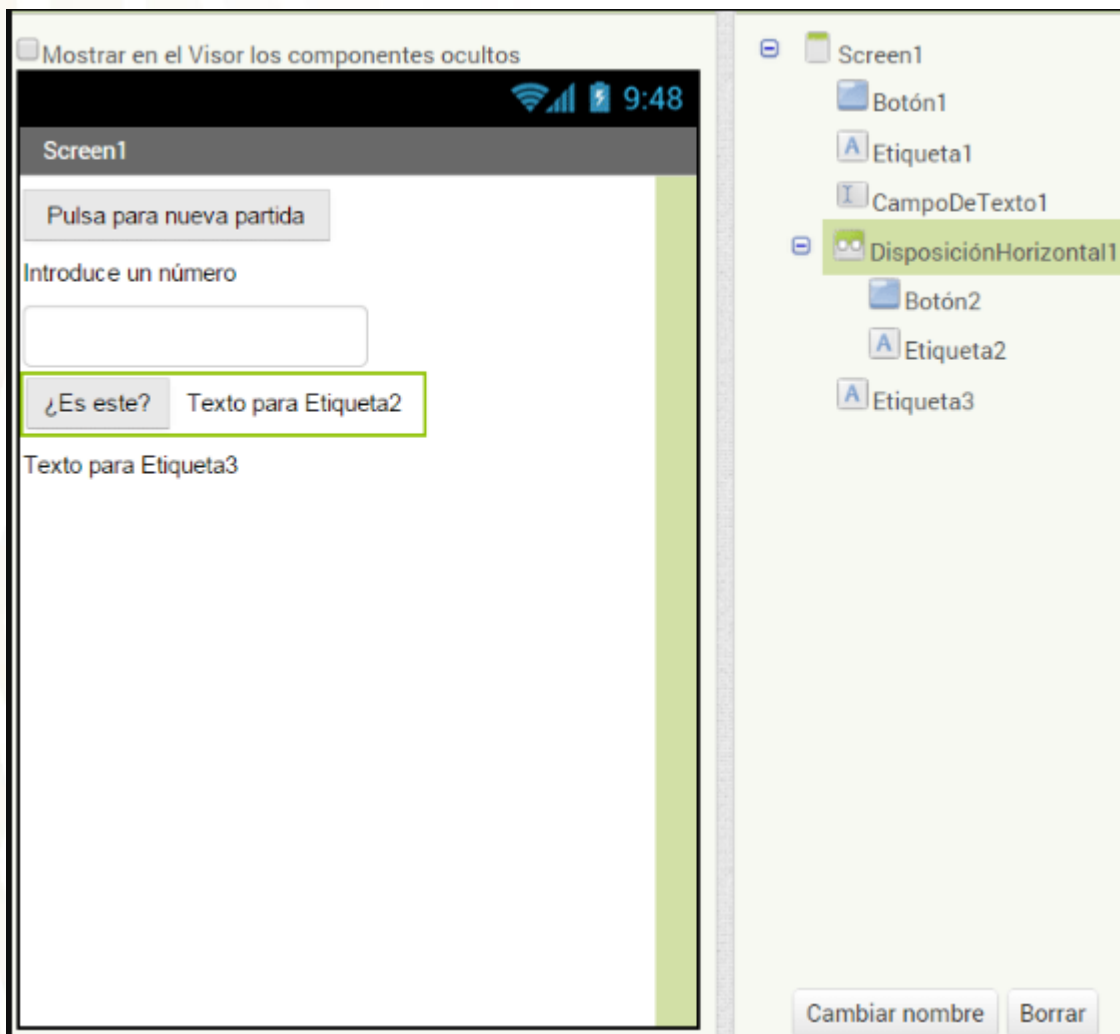 Mostrar en el Visor los componentes ocultos
9:48
Screen1
Pulsa para nueva partida
Introduce un número
¿Es este?
Texto para Etiqueta2
Texto para Etiqueta3
Screen1
Botón1
A Etiqueta1
CampoDeTexto1
DisposiciónHorizontal1
Botón2
A Etiqueta2
A Etiqueta3
Cambiar nombre
Borrar